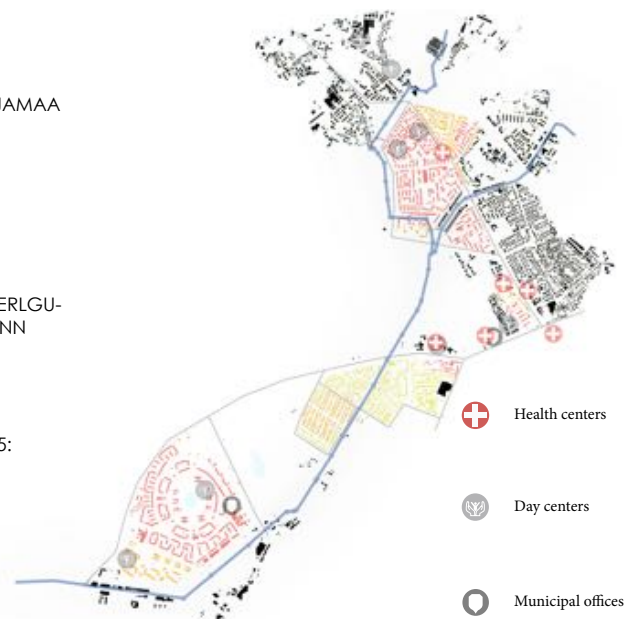 JAMAA
ERLGU-
NN
5:
Health centers
Day centers
Municipal offices